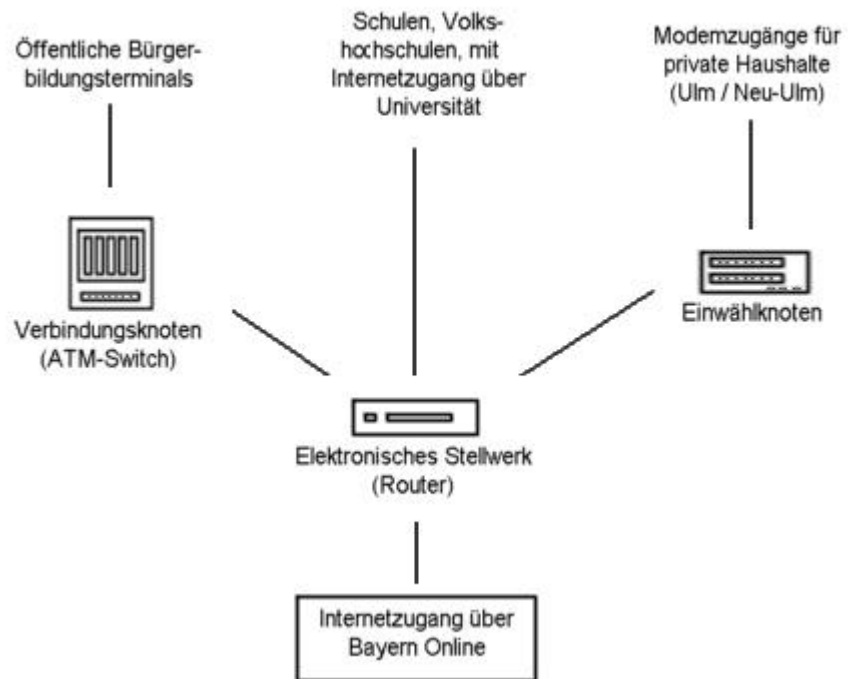 Öffentliche Bürger-
bildungsterminals
Schulen, Volks-
hochschulen, mit
Internetzugang über
Universität
Modemzugänge für
private Haushalte
(Ulm / Neu-Ulm)
Verbindungsknoten
(ATM-Switch)
Einwählknoten
Elektronisches Stellwerk
(Router)
Internetzugang über
Bayern Online